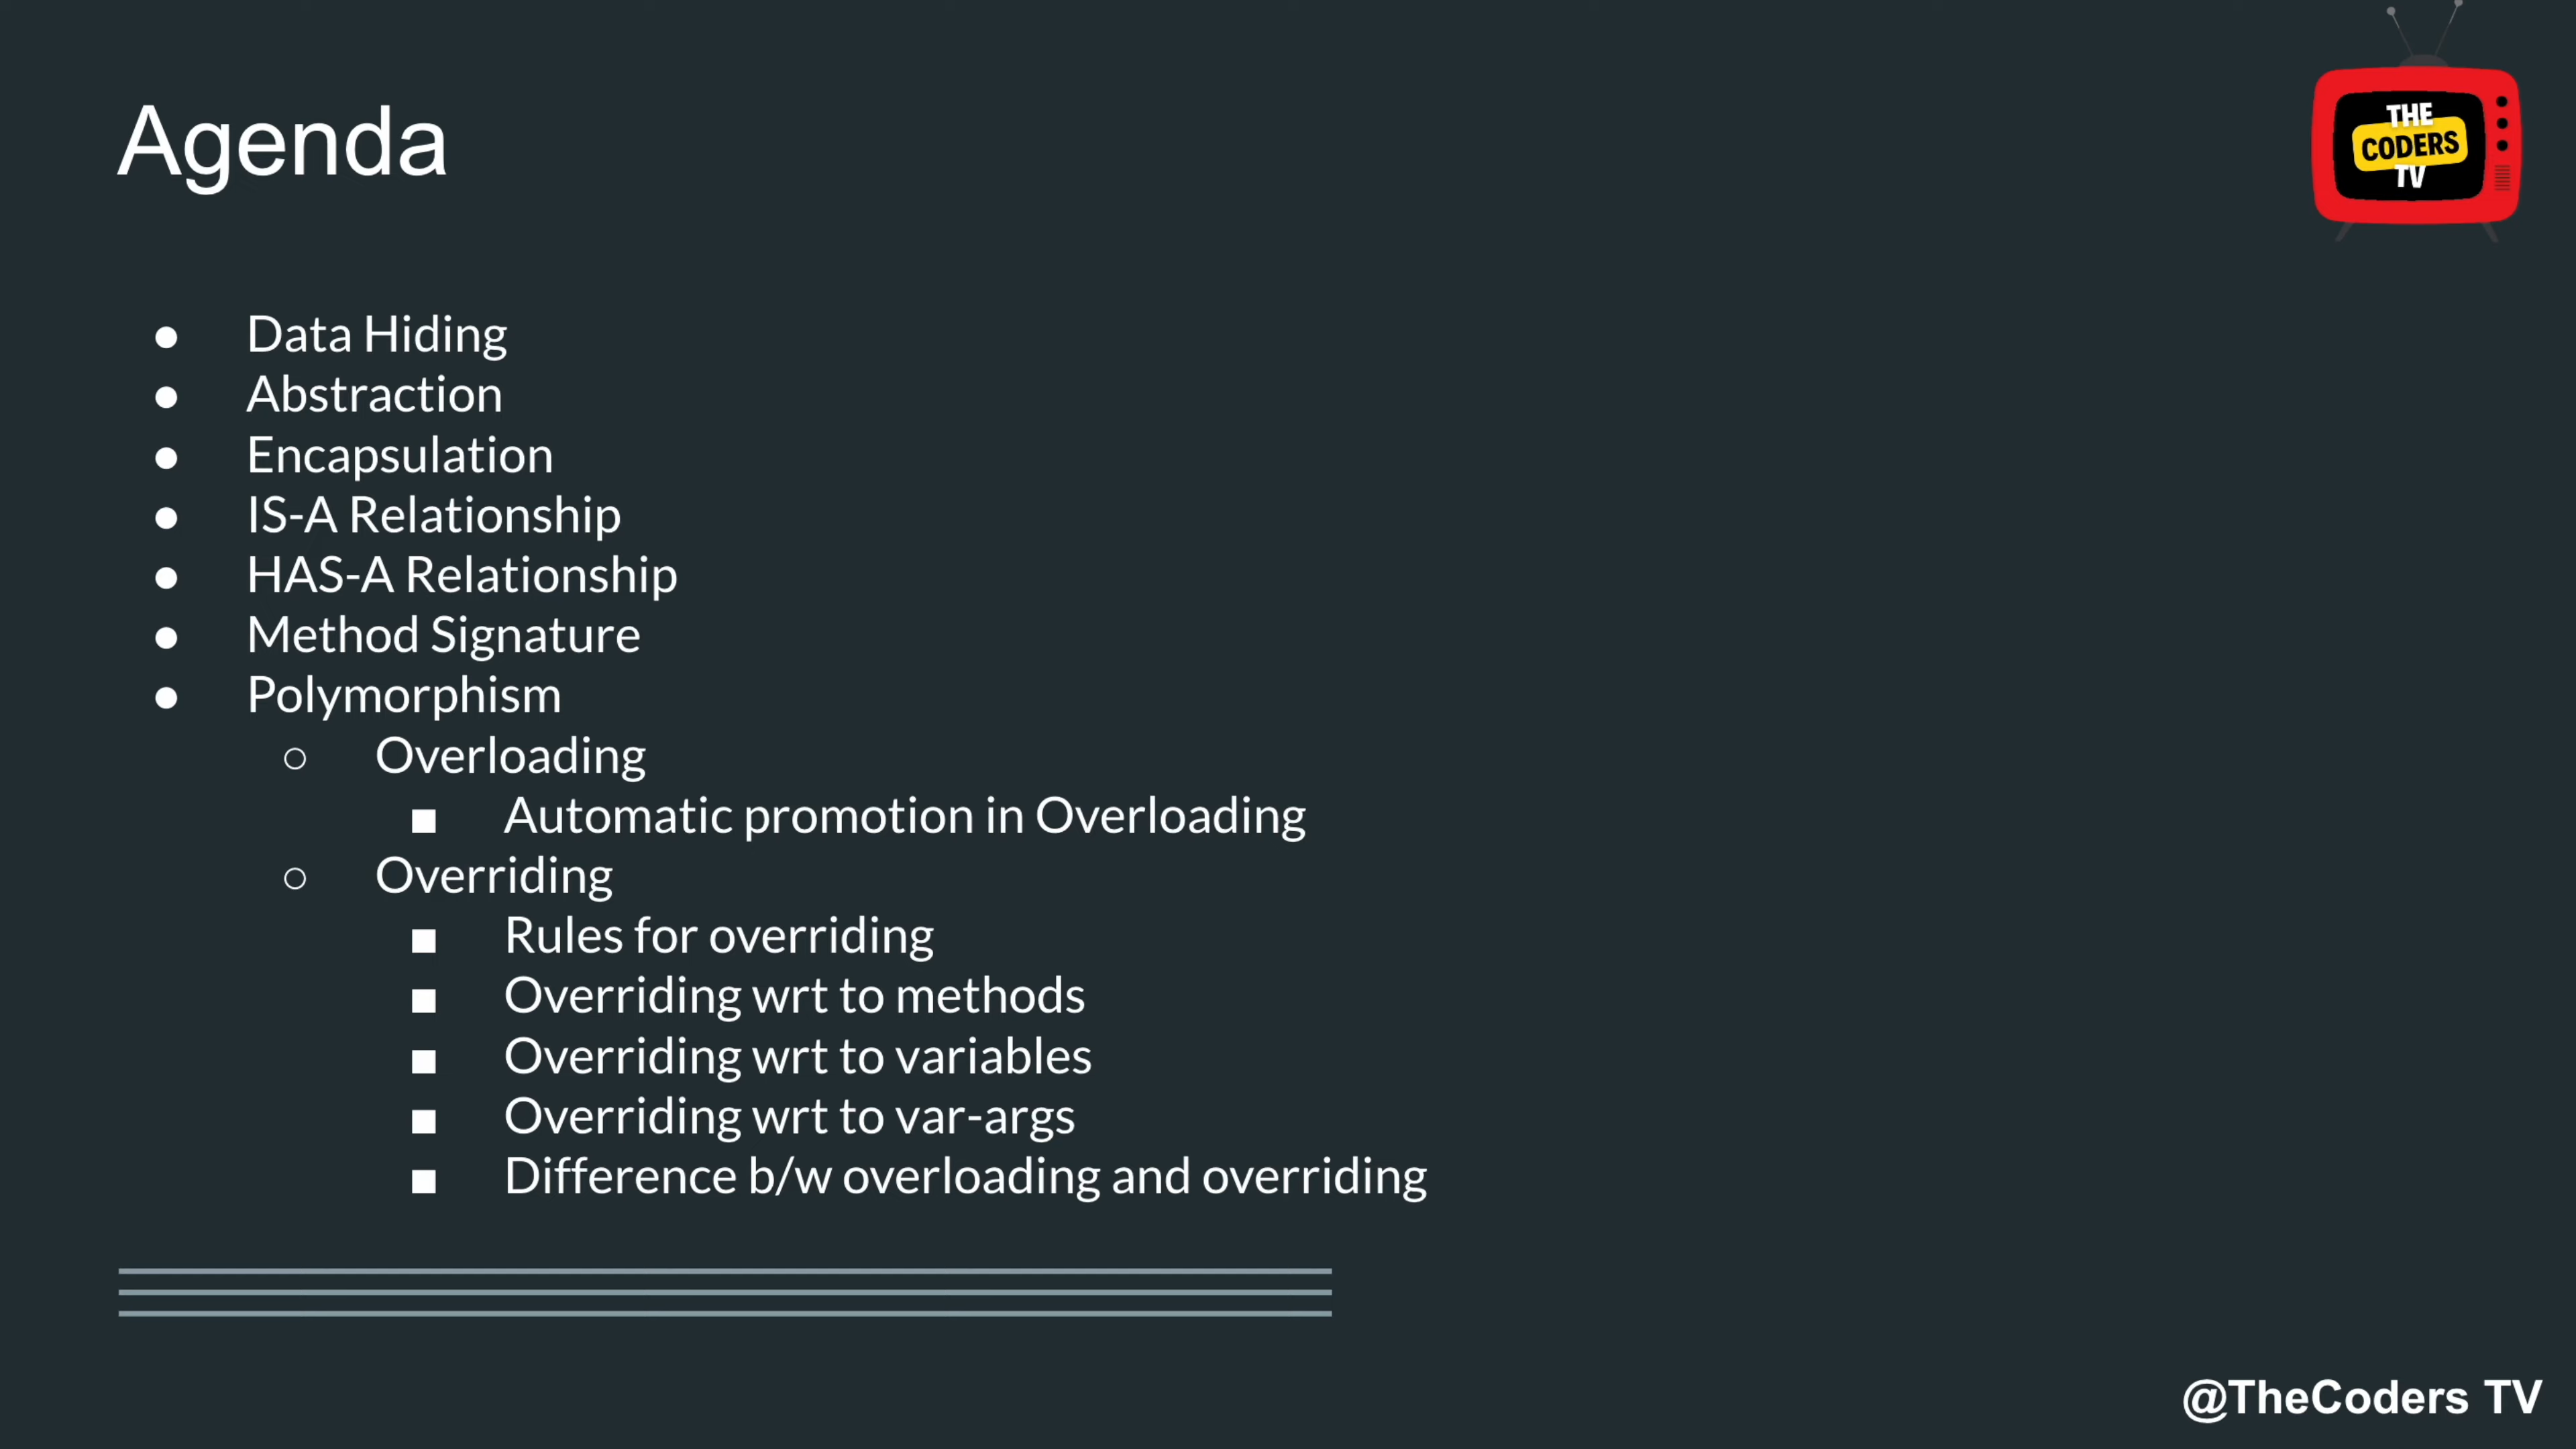 Agenda
THE
CODERS
TV
● Data Hiding
● Abstraction
● Encapsulation
● IS-A Relationship
● HAS-A Relationship
● Method Signature
● Polymorphism
○ Overloading
■ Automatic promotion in Overloading
○ Overriding
■ Rules for overriding
■ Overriding wrt to methods
■ Overriding wrt to variables
■ Overriding wrt to var-args
■ Difference b/w overloading and overriding
@TheCoders TV